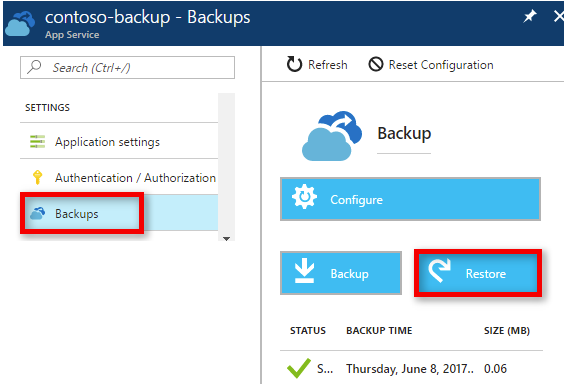 contoso-backup - Backups
App Service
Search (Ctrl+/)
SETTINGS
Application settings
Authentication / Authorization
Backups
Refresh
Reset Configuration
Backup
Configure
Backup
Restore
STATUS BACKUP TIME SIZE (MB)
S... Thursday, June 8, 2017.. 0.06